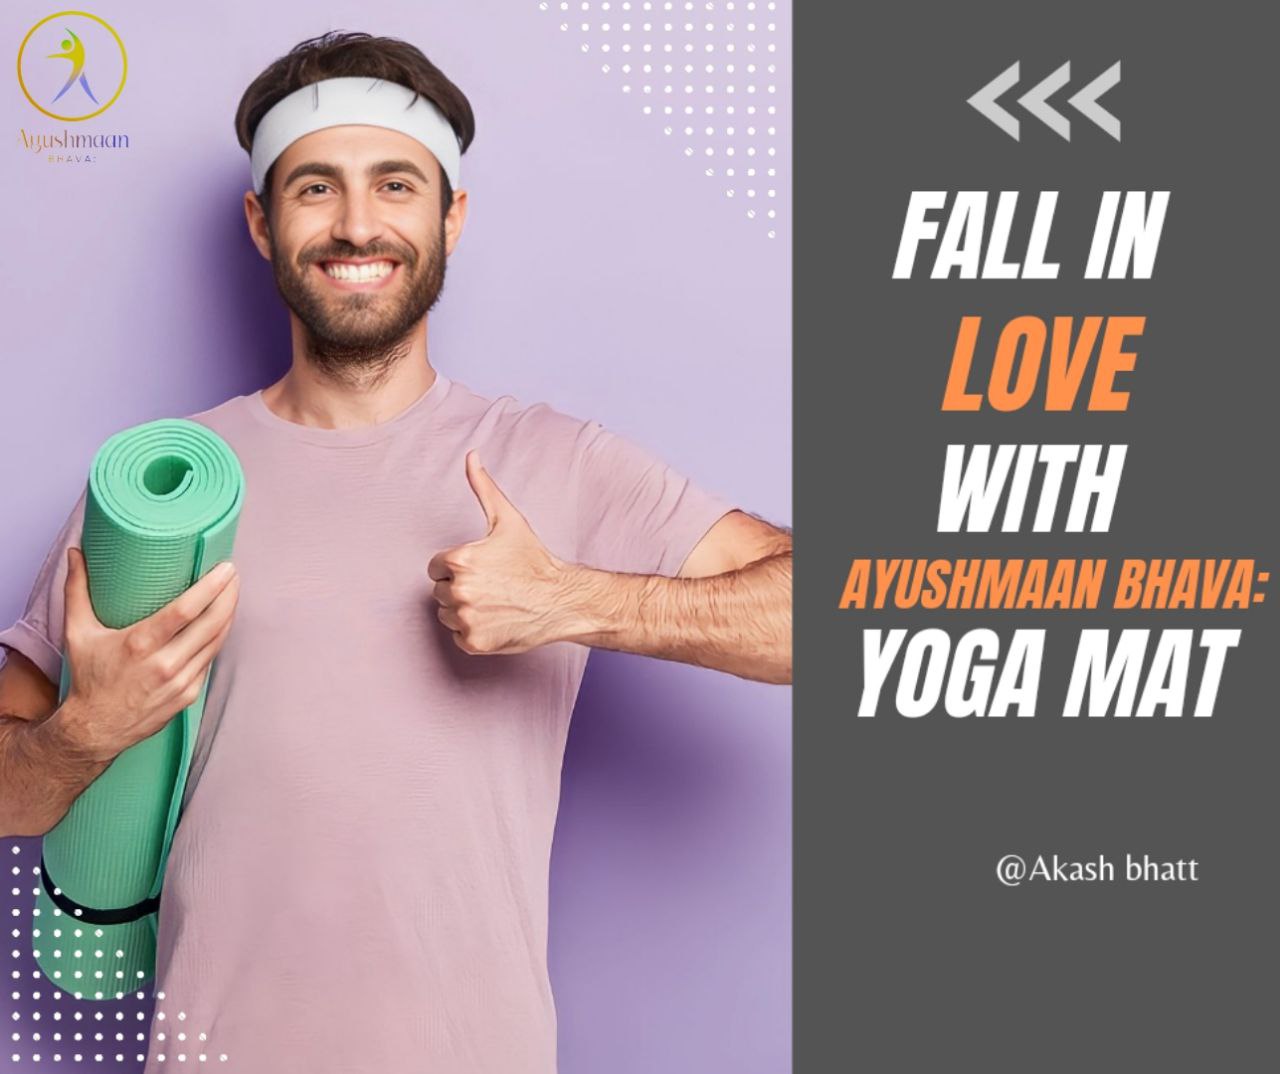 Ayushmaan
BHAVA:
FALL IN
LOVE
WITH
AYUSHMAAN BHAVA:
YOGA MAT
@Akash bhatt